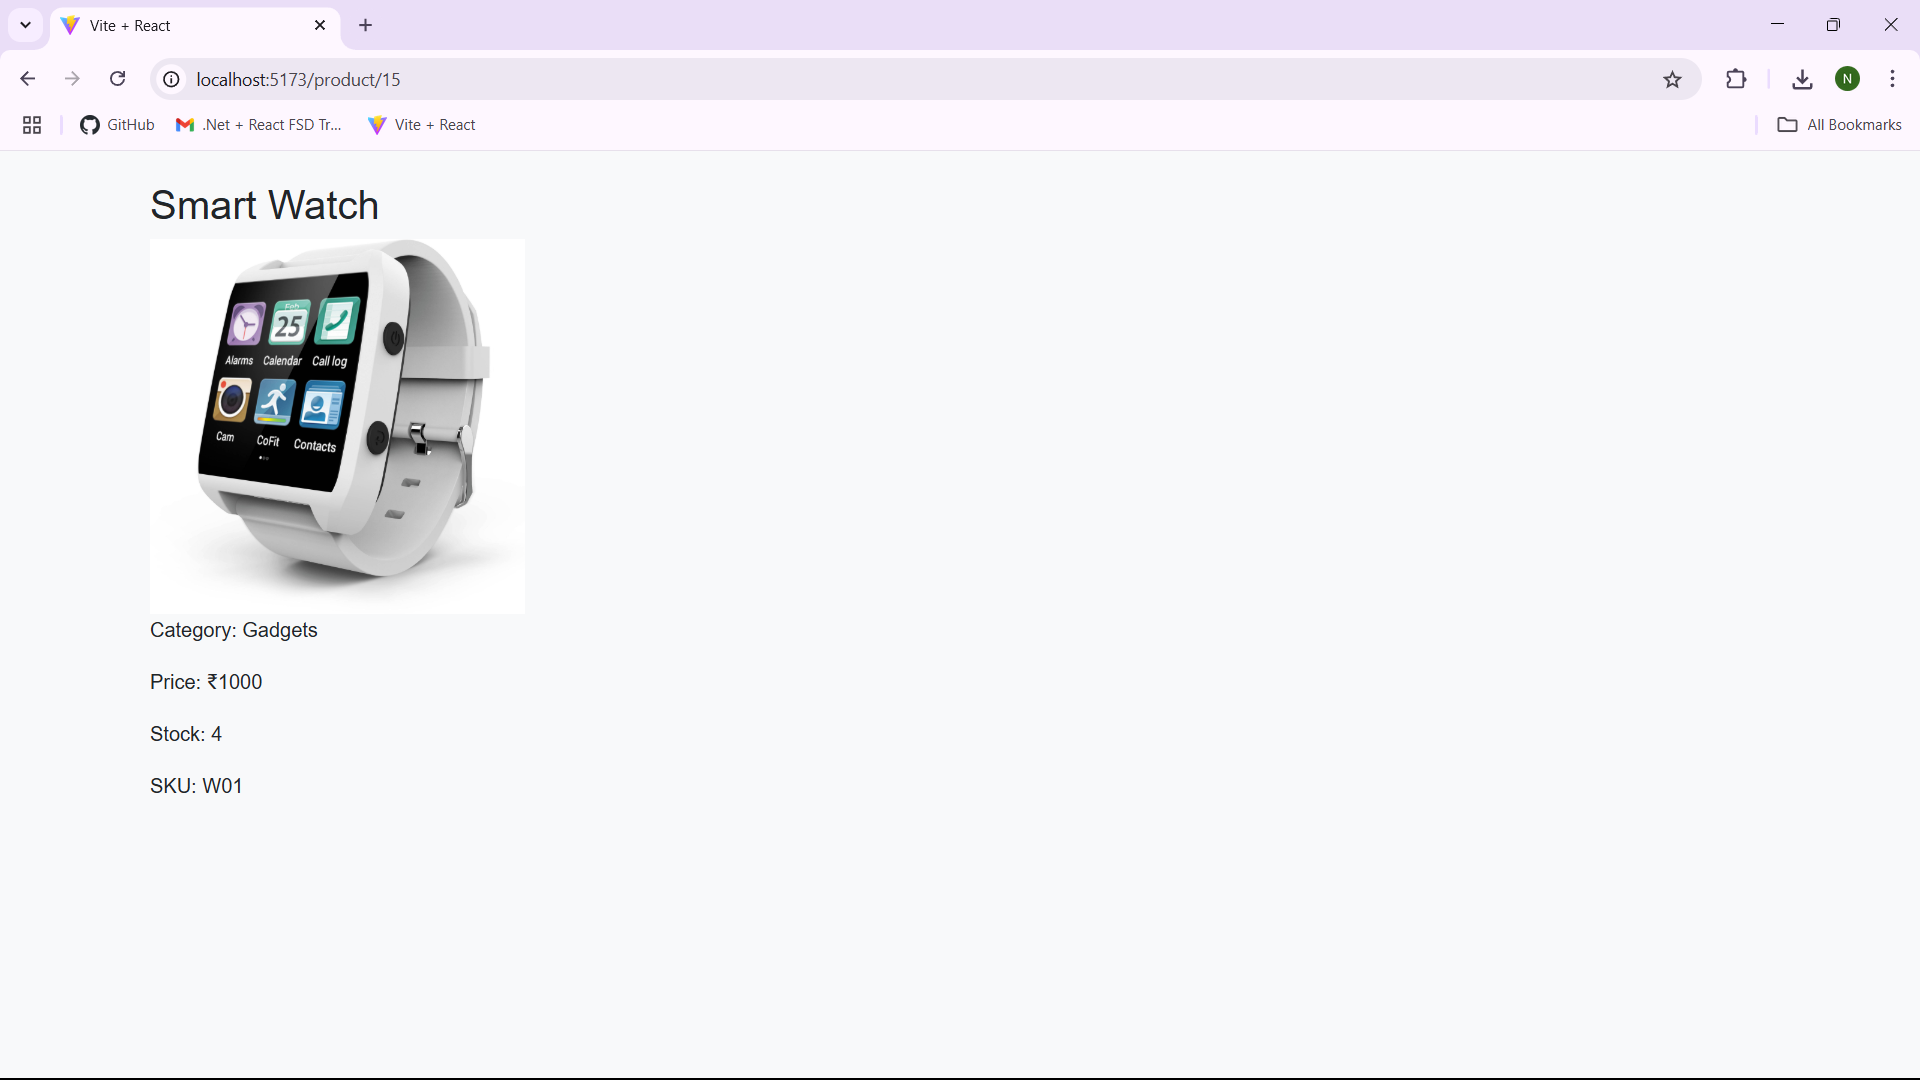 Vite + React
localhost:5173/product/15
N
GitHub
.Net + React FSD Tr...
Vite + React
All Bookmarks
Smart Watch
Feb
25
Alarms Calendar Call log
Cam CoFit Contacts
Category: Gadgets
Price: ₹1000
Stock: 4
SKU: W01